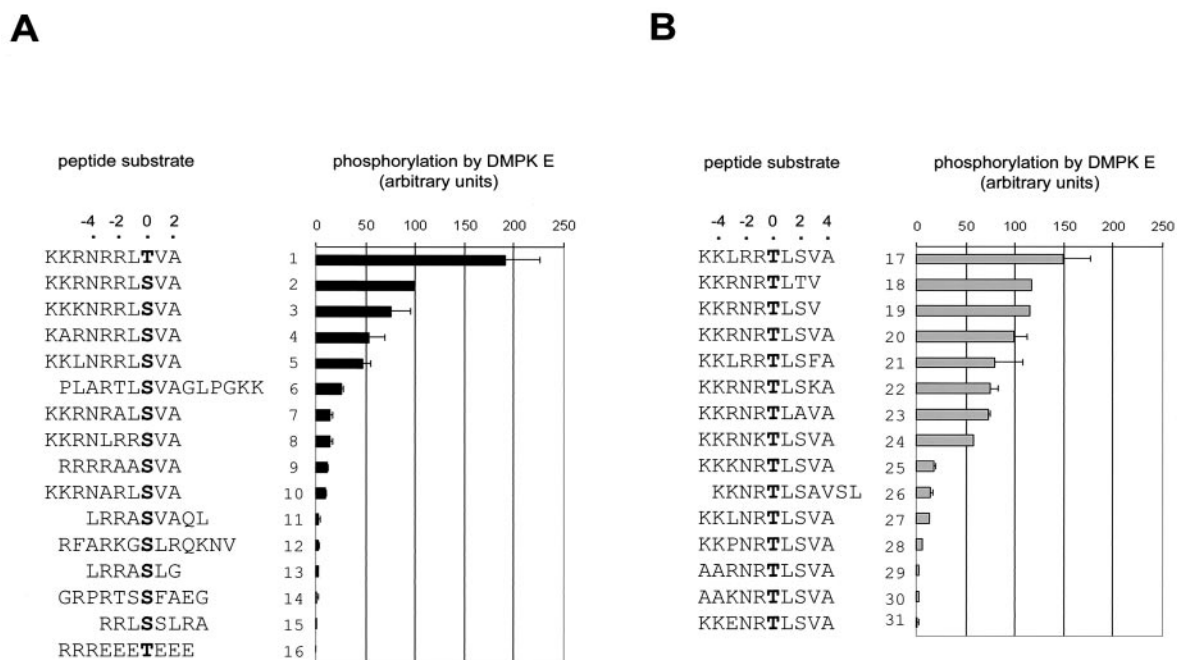 A
peptide substrate
phosphorylation by DMPK E
(arbitrary units)
-4 -2 0 2
0 50 100 150 200 250
KKRNRRLTVA 1
KKRNRRLSVA 2
KKKNRRLSVA 3
KARNRRLSVA 4
KKLNRRLSVA 5
PLARTLSVAGLPGKK 6
KKRNRALSVA 7
KKRNLRRSVA 8
RRRRAASVA 9
KKRNARLSVA 10
LRRASVAQL 11
RFARKGSLRQKNV 12
LRRASLG 13
GRPRTSSFAEG 14
RRLSSLRA 15
RRREEETEEE 16
B
peptide substrate
phosphorylation by DMPK E
(arbitrary units)
-4 -2 0 2 4
0 50 100 150 200 250
KKLRRTLSVA 17
KKRNRTLTV 18
KKRNRTLSV 19
KKRNRTLSVA 20
KKLRRTLSFA 21
KKRNRTLSKA 22
KKRNRTLAVA 23
KKRNKTLSVA 24
KKKNRTLSVA 25
KKNRTLSAVSL 26
KKLNRTLSVA 27
KKPNRTLSVA 28
AARNRTLSVA 29
AAKNRTLSVA 30
KKENRTLSVA 31